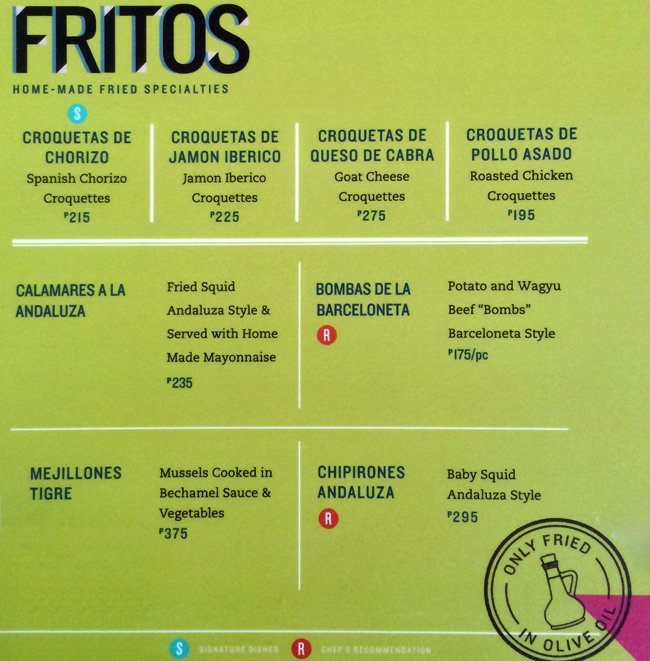 FRITOS
HOME-MADE FRIED SPECIALTIES
S
CROQUETAS DE
CHORIZO
Spanish Chorizo
Croquettes
₱215
CROQUETAS DE
JAMON IBERICO
Jamon Iberico
Croquettes
₱225
CROQUETAS DE
QUESO DE CABRA
Goat Cheese
Croquettes
₱275
CROQUETAS DE
POLLO ASADO
Roasted Chicken
Croquettes
₱195
CALAMARES A LA
ANDALUZA
Fried Squid
Andaluza Style &
Served with Home
Made Mayonnaise
₱235
BOMBAS DE LA
BARCELONETA
R
Potato and Wagyu
Beef “Bombs”
Barceloneta Style
₱175/pc
MEJILLONES
TIGRE
Mussels Cooked in
Bechamel Sauce &
Vegetables
₱375
CHIPIRONES
ANDALUZA
R
Baby Squid
Andaluza Style
₱295
ONLY FRIED
IN OLIVE OIL
S SIGNATURE DISHES R CHEF'S RECOMMENDATION